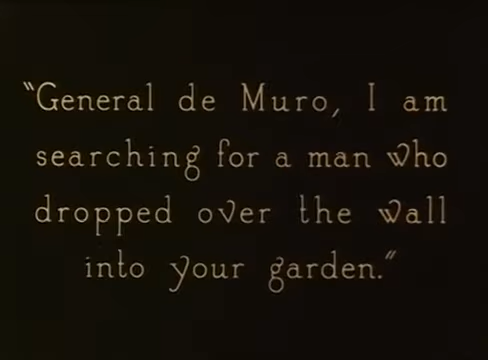 "General de Muro, I am
searching for a man who
dropped over the wall
into your garden."